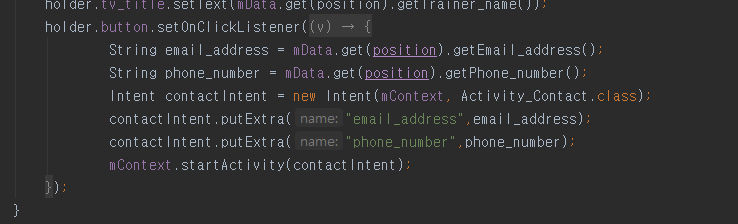 holder.tv_title.setText(mData.get(position).getTrainer_name());
holder.button.setOnClickListener((v) → {
String email_address = mData.get(position).getEmail_address();
String phone_number = mData.get(position).getPhone_number();
Intent contactIntent = new Intent(mContext, Activity_Contact.class);
contactIntent.putExtra( name: "email_address",email_address);
contactIntent.putExtra( name: "phone_number",phone_number);
mContext.startActivity(contactIntent);
});
}